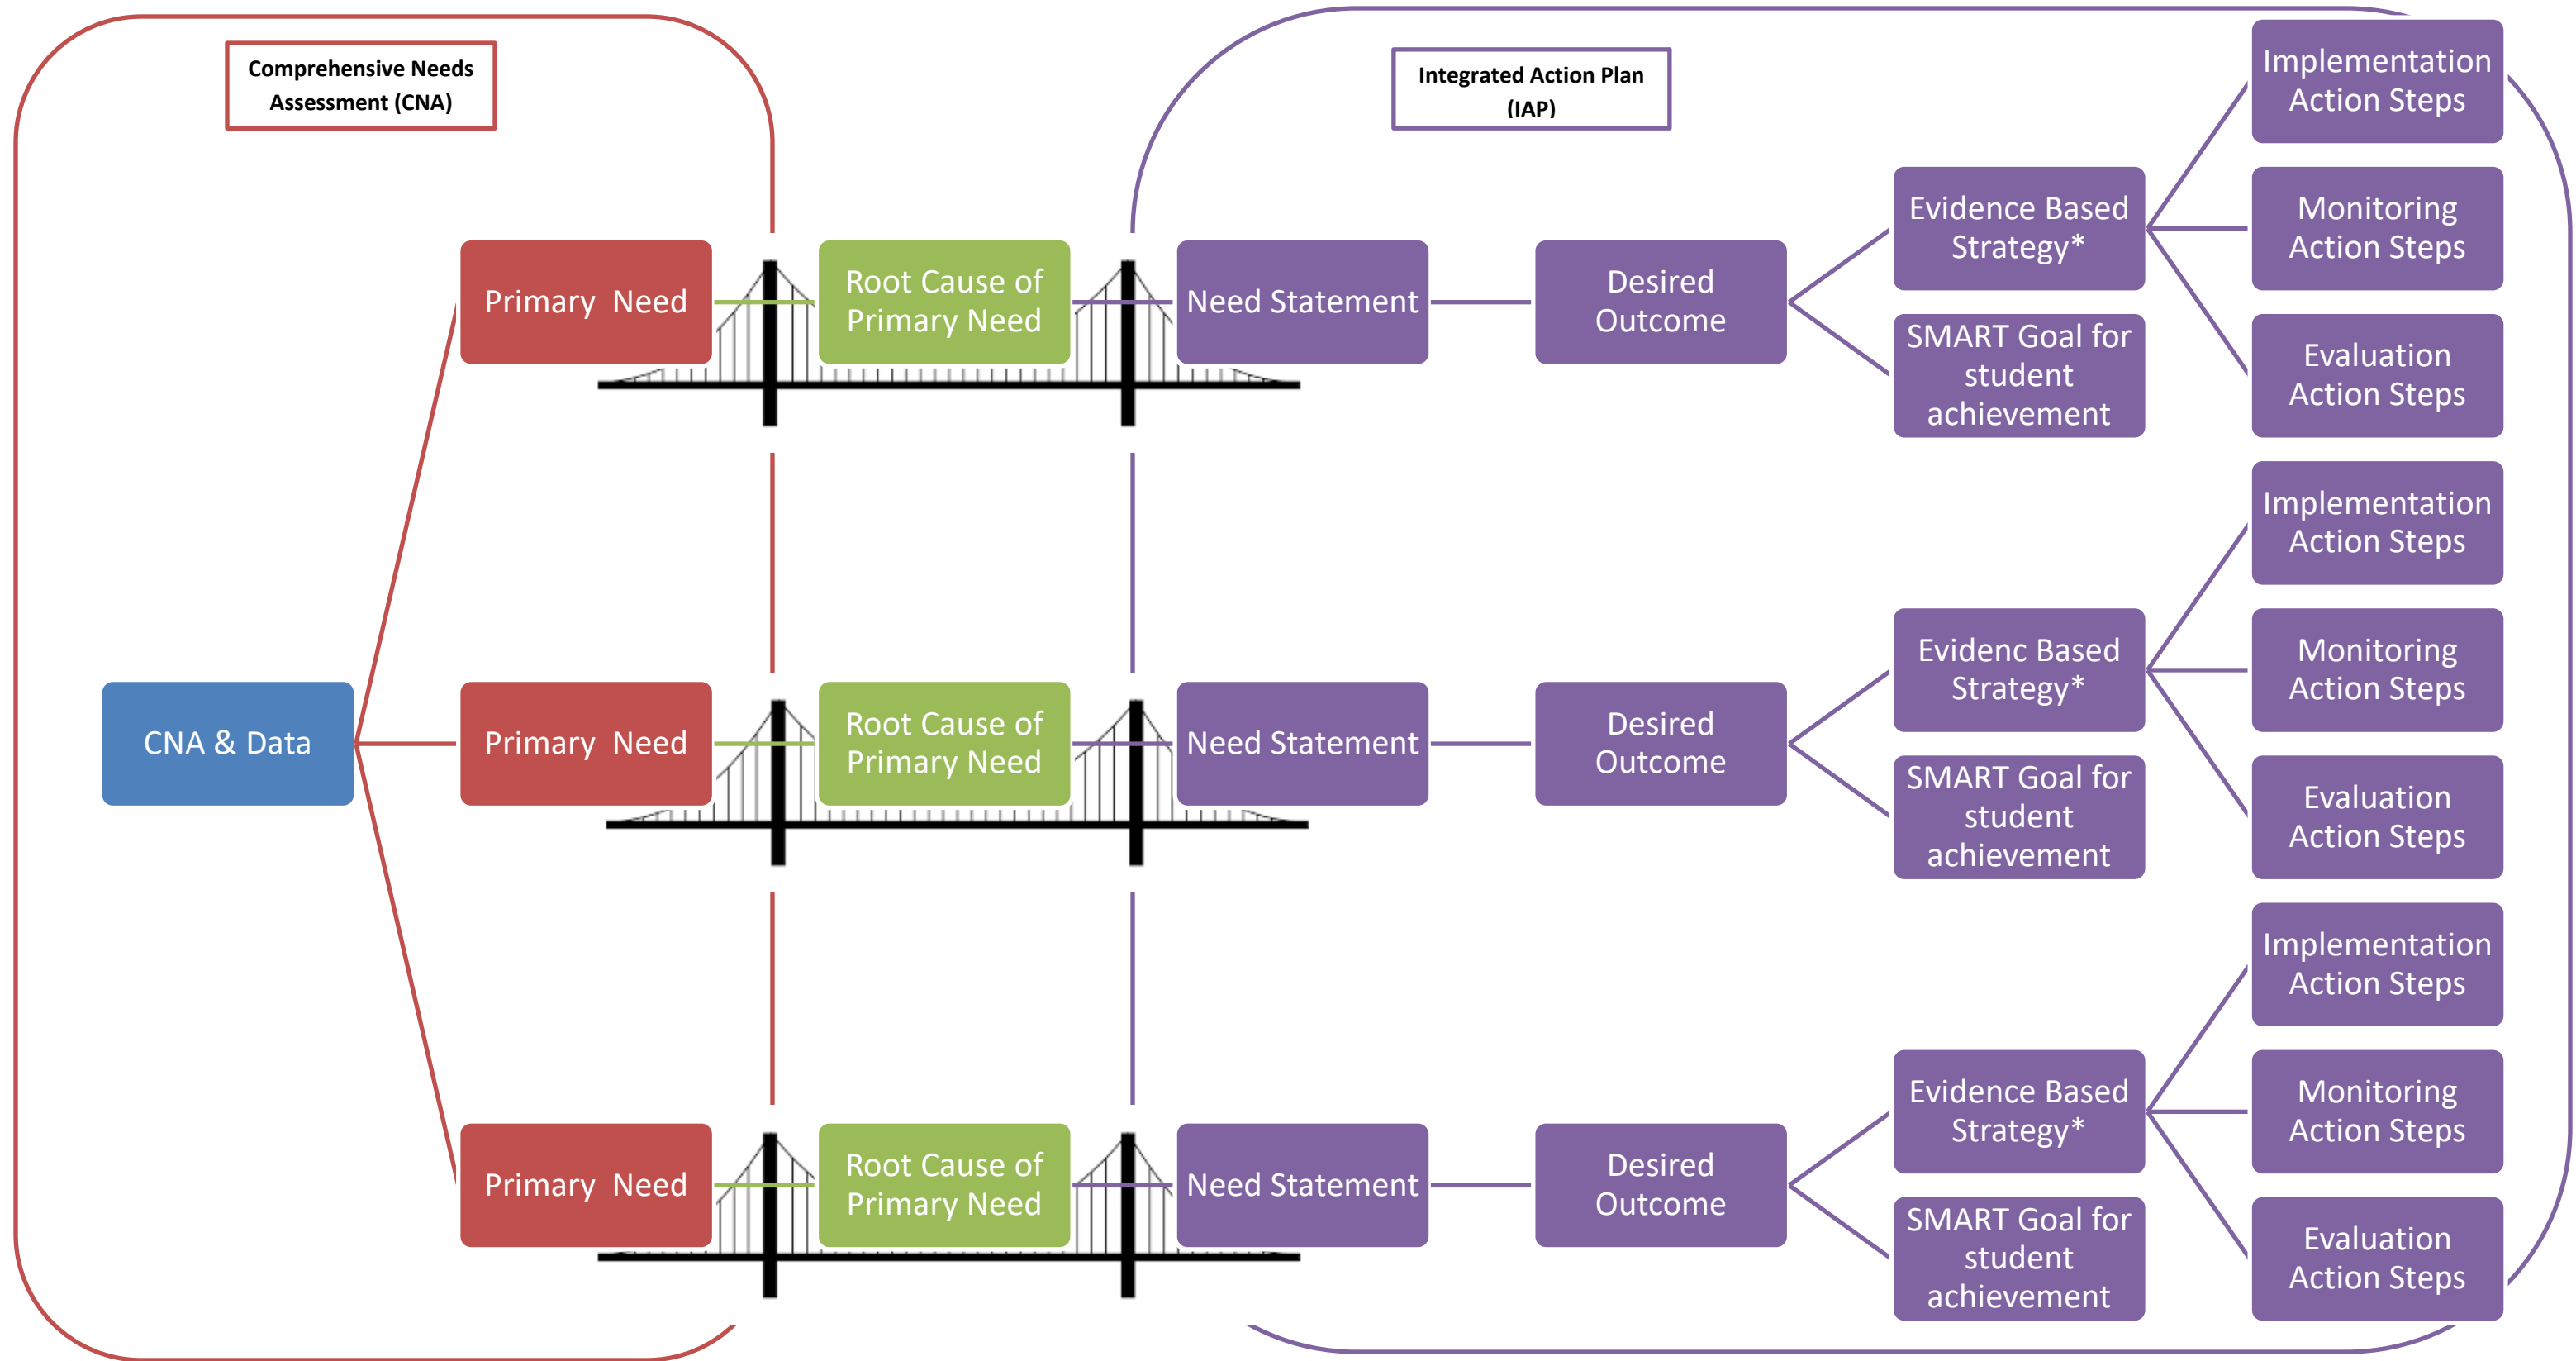 Comprehensive Needs
Assessment (CNA)
Integrated Action Plan
(IAP)
CNA & Data
Primary Need
Root Cause of
Primary Need
Need Statement
Desired
Outcome
Evidence Based
Strategy*
SMART Goal for
student
achievement
Implementation
Action Steps
Monitoring
Action Steps
Evaluation
Action Steps
Primary Need
Root Cause of
Primary Need
Need Statement
Desired
Outcome
Evidenc Based
Strategy*
SMART Goal for
student
achievement
Implementation
Action Steps
Monitoring
Action Steps
Evaluation
Action Steps
Primary Need
Root Cause of
Primary Need
Need Statement
Desired
Outcome
Evidence Based
Strategy*
SMART Goal for
student
achievement
Implementation
Action Steps
Monitoring
Action Steps
Evaluation
Action Steps